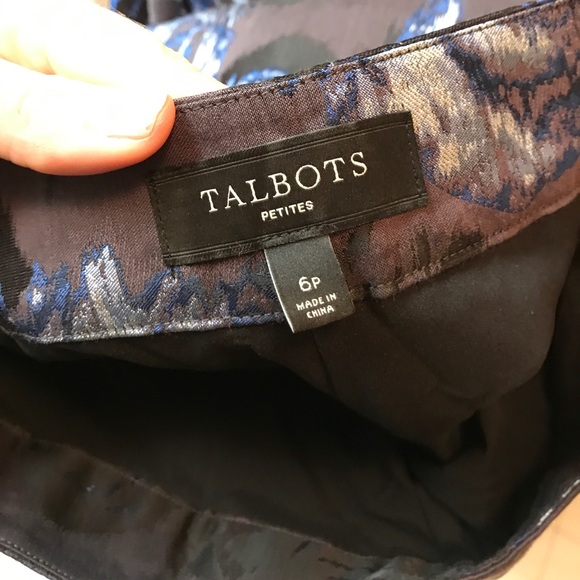 TALBOTS
PETITES
6P
MADE IN
CHINA